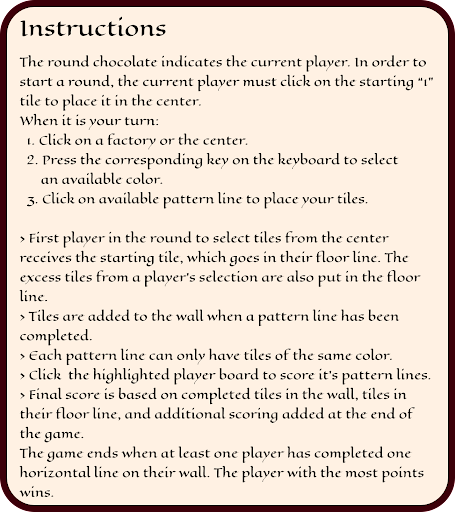 Instructions
The round chocolate indicates the current player. In order to
start a round, the current player must click on the starting "1"
tile to place it in the center.
When it is your turn:
1. Click on a factory or the center.
2. Press the corresponding key on the keyboard to select
an available color.
3. Click on available pattern line to place your tiles.
> First player in the round to select tiles from the center
receives the starting tile, which goes in their floor line. The
excess tiles from a player's selection are also put in the floor
line.
> Tiles are added to the wall when a pattern line has been
completed.
> Each pattern line can only have tiles of the same color.
> Click the highlighted player board to score it's pattern lines.
> Final score is based on completed tiles in the wall, tiles in
their floor line, and additional scoring added at the end of
the game.
The game ends when at least one player has completed one
horizontal line on their wall. The player with the most points
wins.